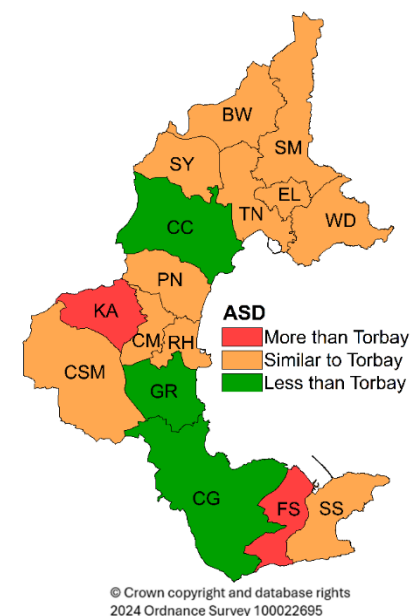 BW
SM
SY
EL
TN
WD
CC
PN
KA
ASD
More than Torbay
CM
RH
Similar to Torbay
CSM
Less than Torbay
GR
CG
FS
SS
© Crown copyright and database rights
2024 Ordnance Survey 100022695